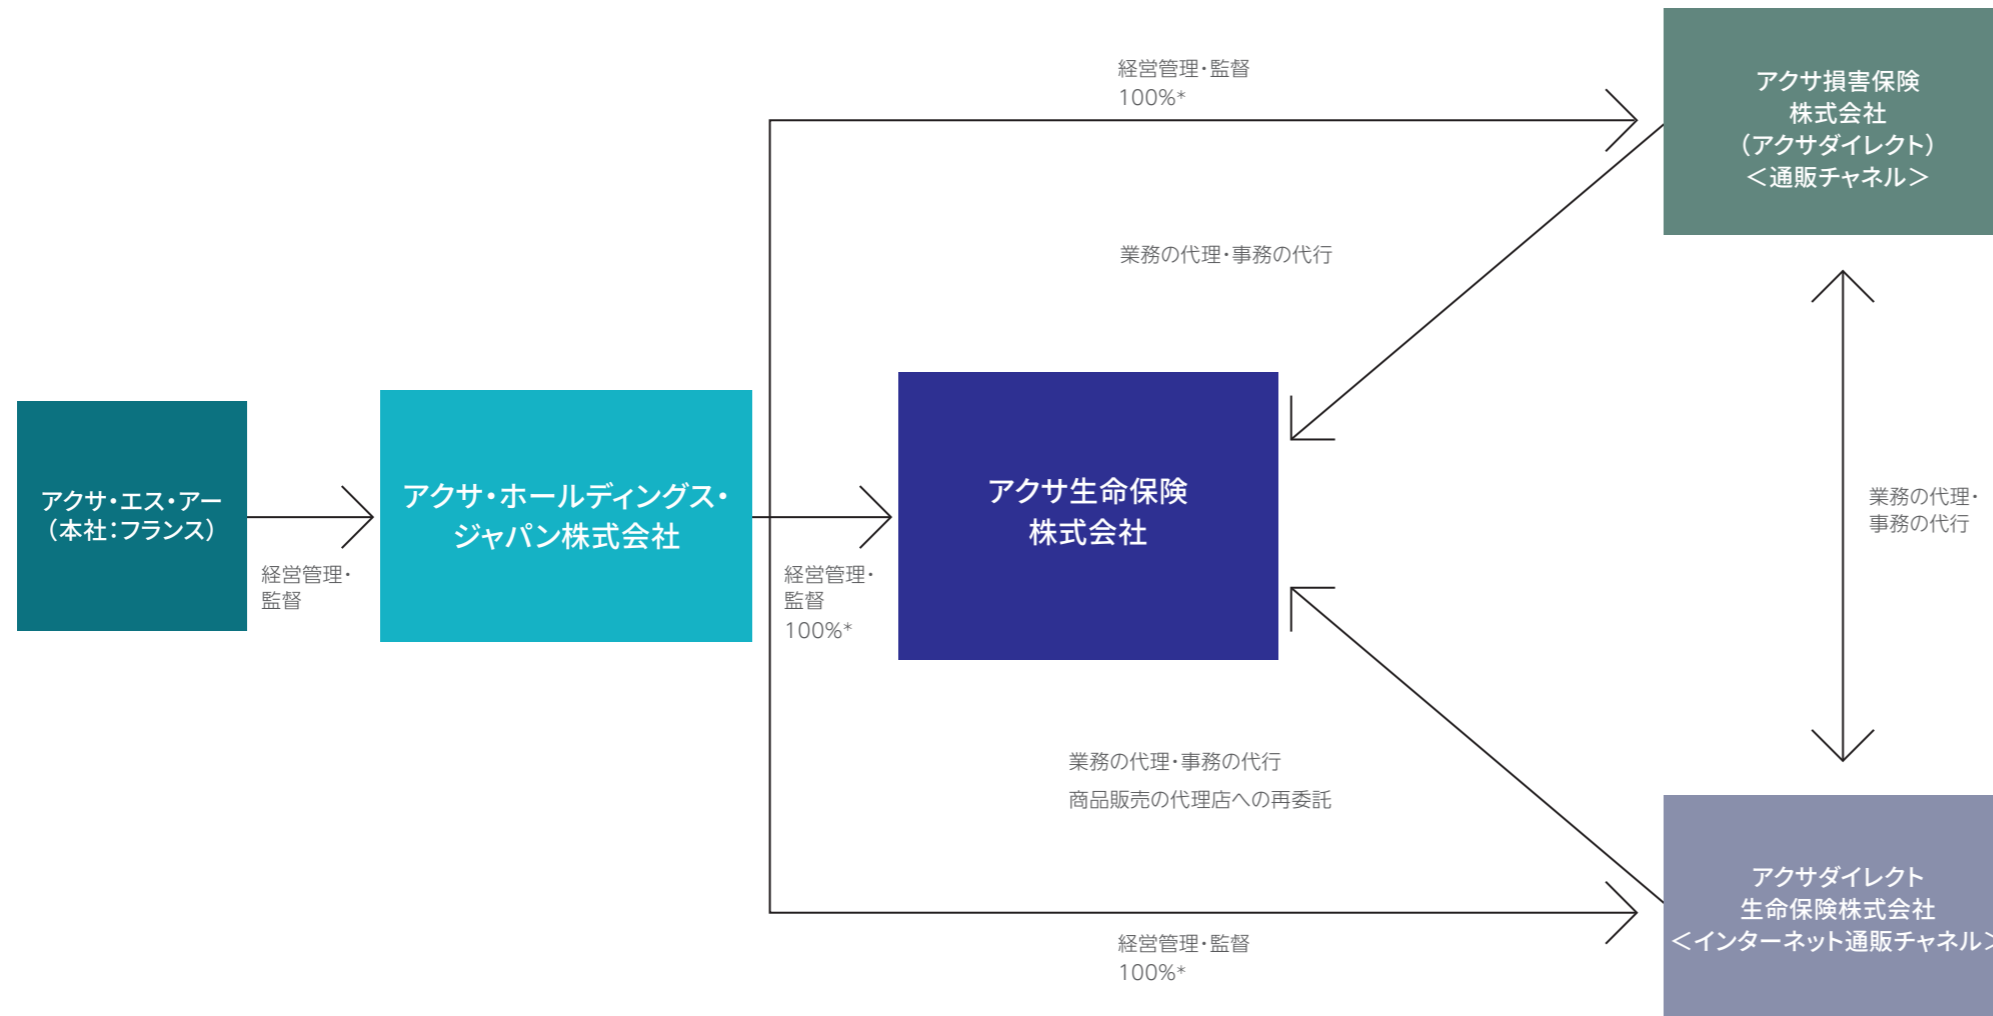 経営管理・監督
100%*
アクサ損害保険
株式会社
（アクサダイレクト）
＜通販チャネル＞
業務の代理・事務の代行
アクサ・エス・アー
（本社：フランス）
経営管理・
監督
アクサ・ホールディングス・
ジャパン株式会社
経営管理・
監督
100%*
アクサ生命保険
株式会社
業務の代理・
事務の代行
業務の代理・事務の代行
商品販売の代理店への再委託
アクサダイレクト
生命保険株式会社
＜インターネット通販チャネル＞
経営管理・監督
100%*